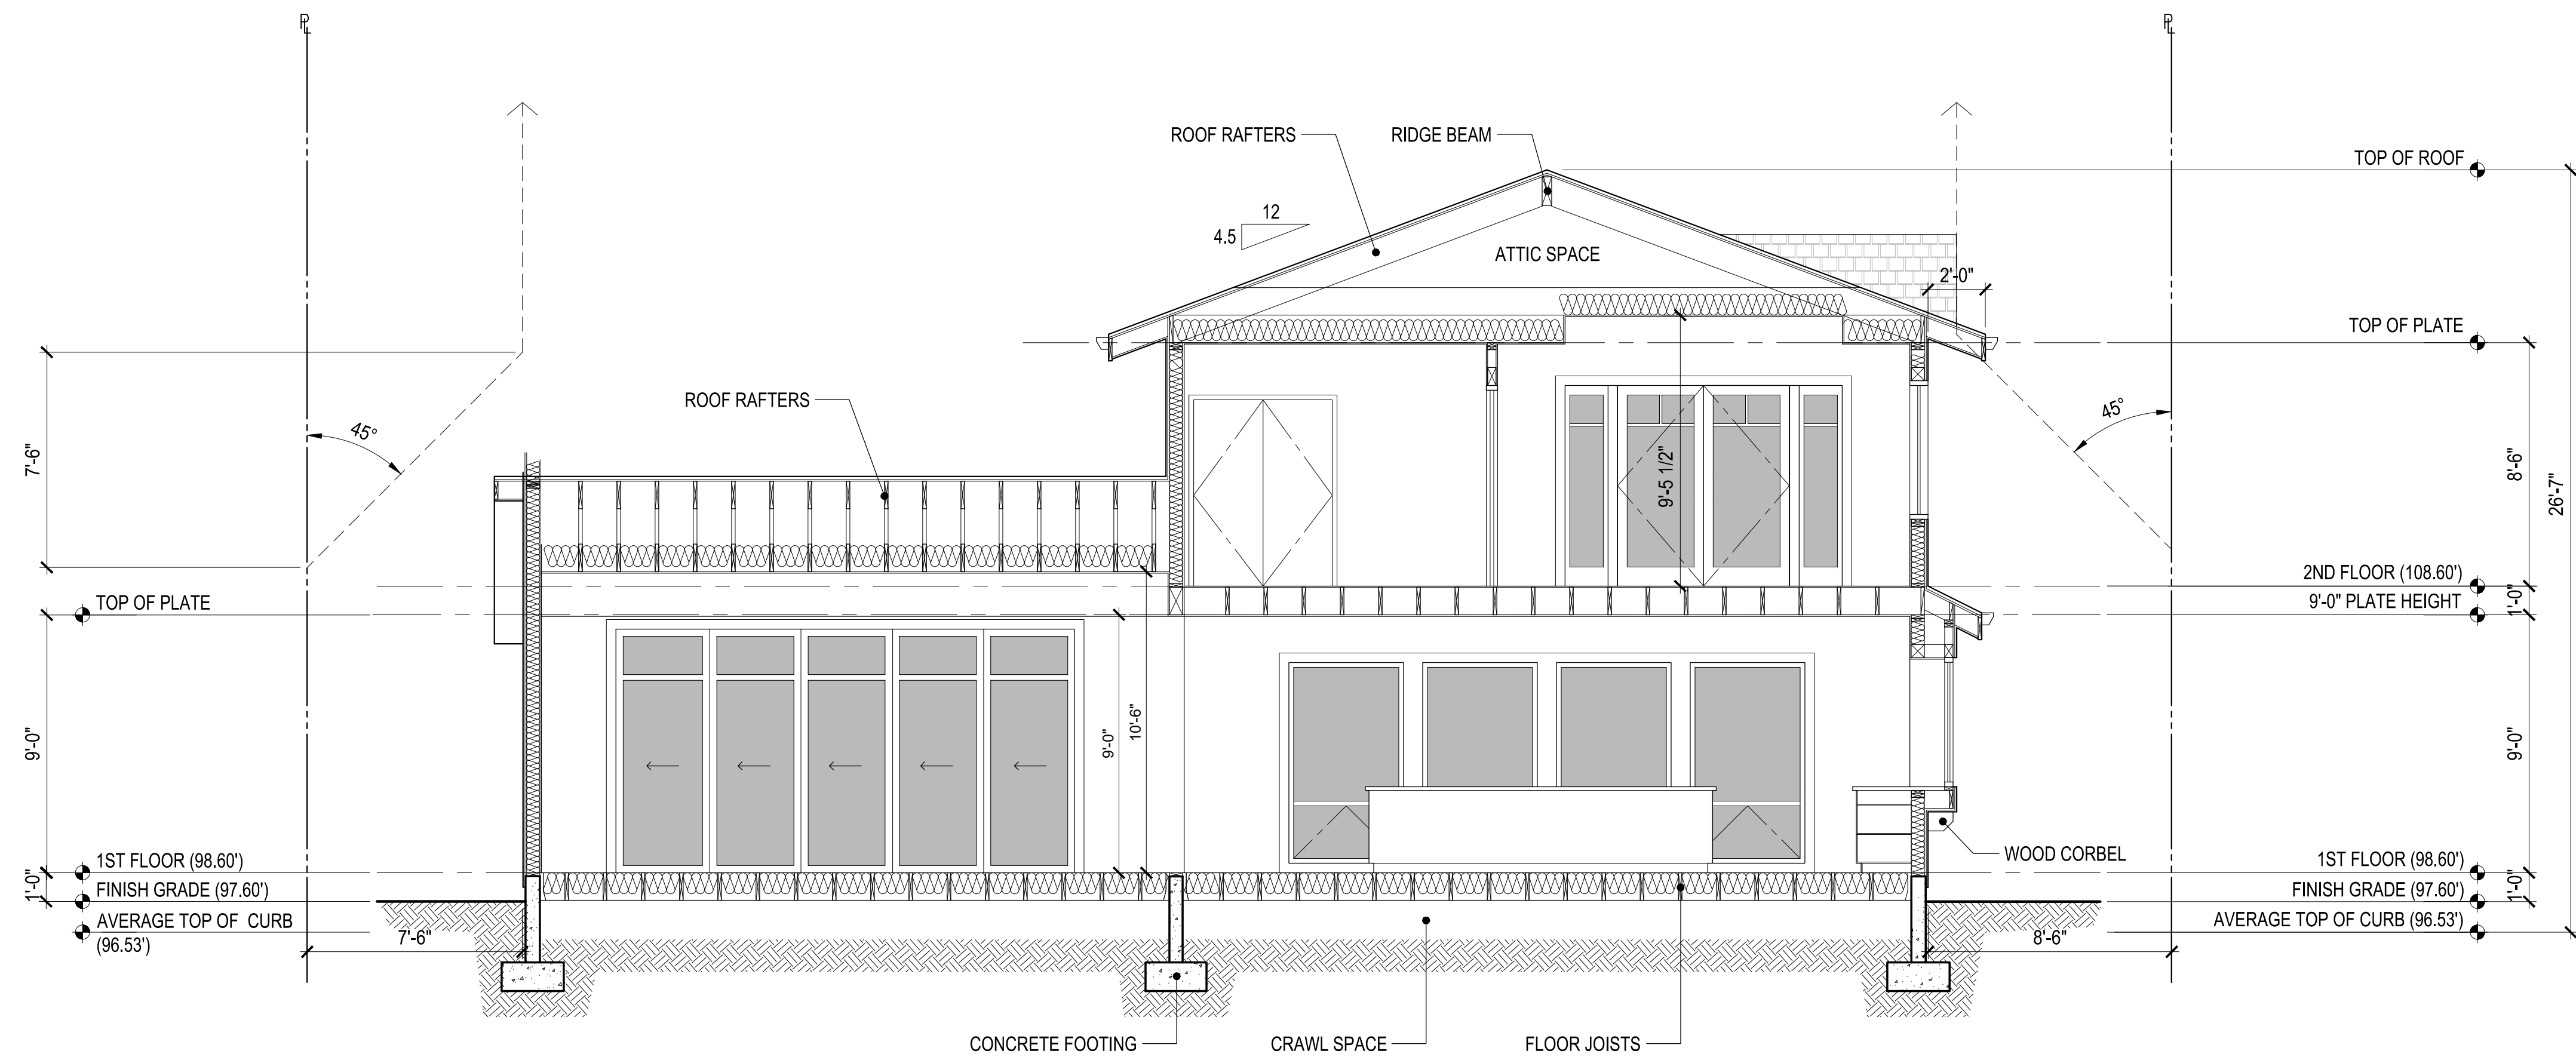 PL
PL
ROOF RAFTERS
RIDGE BEAM
TOP OF ROOF
12
4.5
ATTIC SPACE
2'-0"
TOP OF PLATE
ROOF RAFTERS
45°
45°
7'-6"
9'-5 1/2"
8'-6"
26'-7"
2ND FLOOR (108.60')
TOP OF PLATE
9'-0" PLATE HEIGHT
1'-0"
9'-0"
9'-0"
10'-6"
9'-0"
WOOD CORBEL
1ST FLOOR (98.60')
1ST FLOOR (98.60')
1'-0"
FINISH GRADE (97.60')
FINISH GRADE (97.60')
1'-0"
AVERAGE TOP OF CURB
(96.53')
AVERAGE TOP OF CURB (96.53')
7'-6"
8'-6"
CONCRETE FOOTING
CRAWL SPACE
FLOOR JOISTS